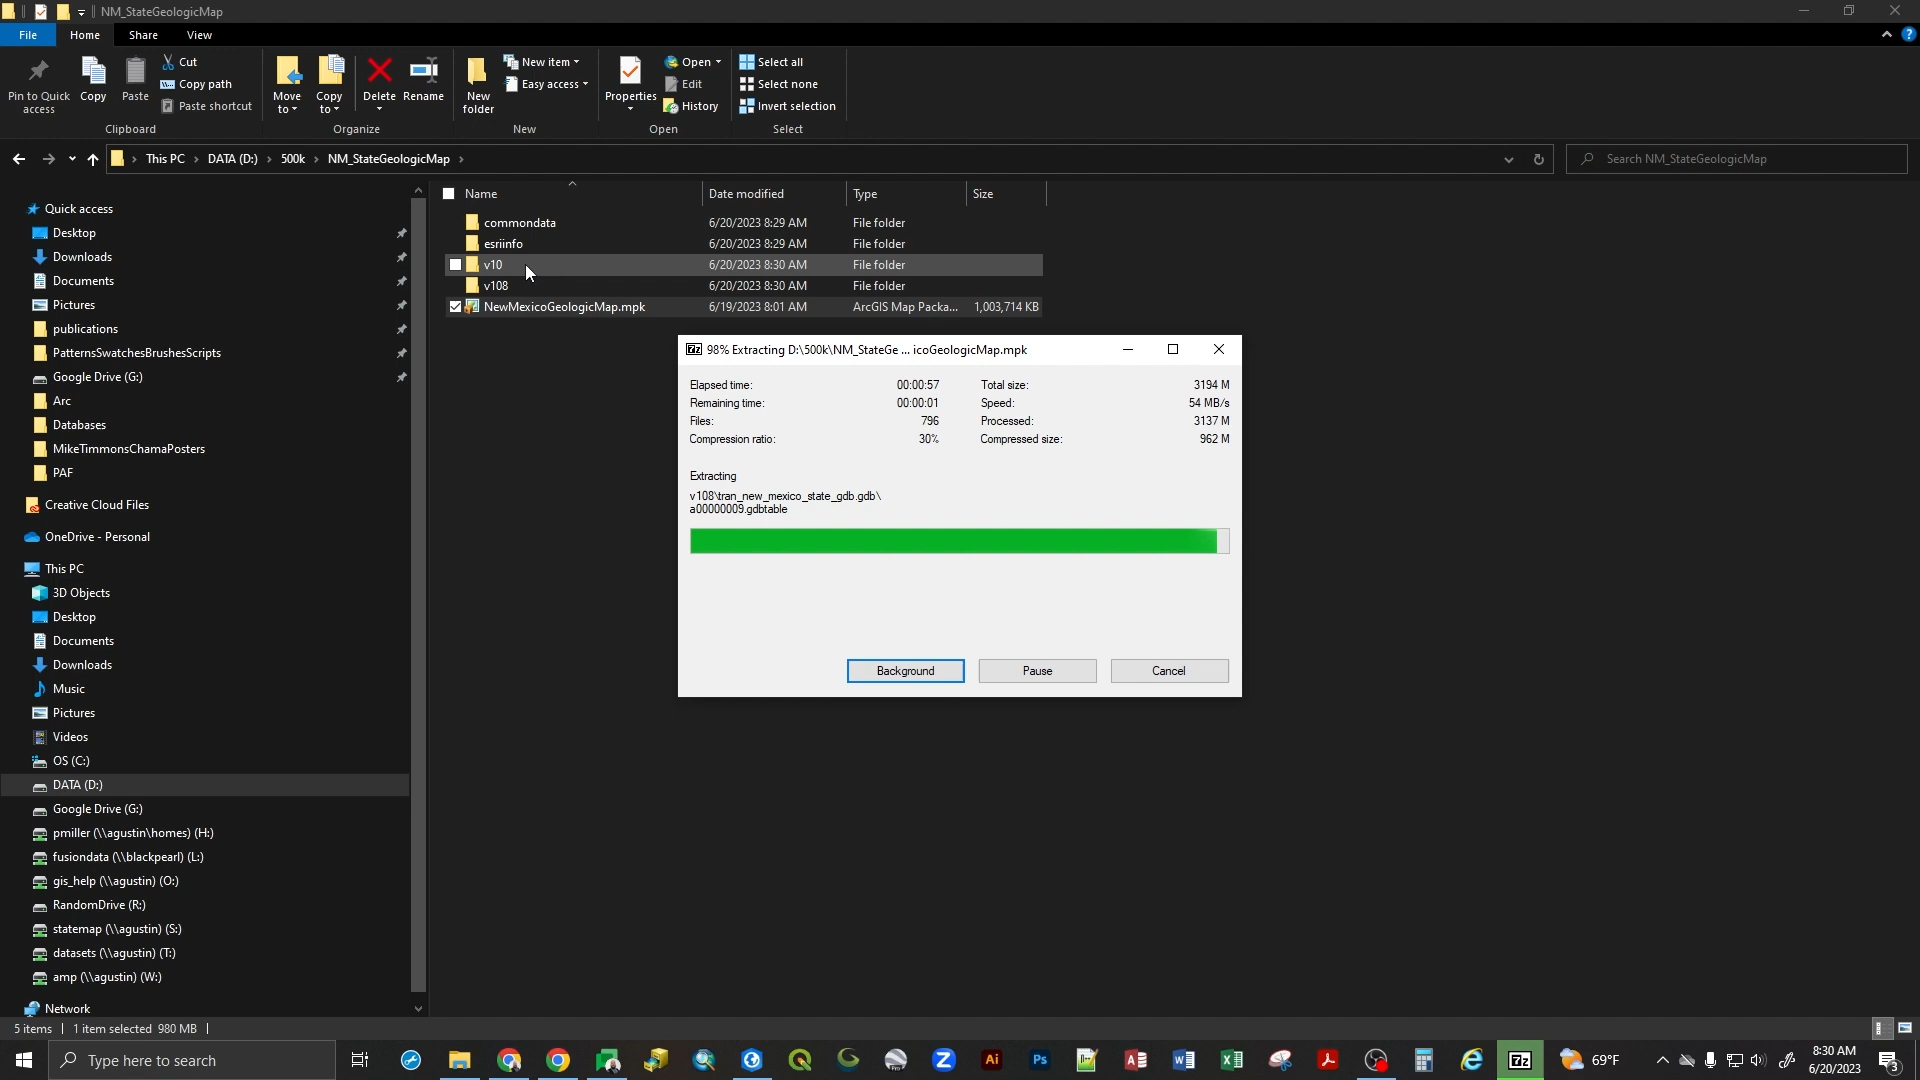 NM_StateGeologicMap
File
Home
Share
View
Pin to Quick access
Copy
Paste
Cut
Copy path
Paste shortcut
Clipboard
Move to
Copy to
Delete
Rename
Organize
New folder
New item
Easy access
New
Properties
Open
Edit
History
Open
Select all
Select none
Invert selection
Select
This PC
DATA (D:)
500k
NM_StateGeologicMap
Search NM_StateGeologicMap
Quick access
Desktop
Downloads
Documents
Pictures
publications
PatternsSwatchesBrushesScripts
Google Drive (G:)
Arc
Databases
MikeTimmonsChamaPosters
PAF
Creative Cloud Files
OneDrive - Personal
This PC
3D Objects
Desktop
Documents
Downloads
Music
Pictures
Videos
OS (C:)
DATA (D:)
Google Drive (G:)
pmiller (\\agustin\homes) (H:)
fusiondata (\\blackpearl) (L:)
gis_help (\\agustin) (O:)
RandomDrive (R:)
statemap (\\agustin) (S:)
datasets (\\agustin) (T:)
amp (\\agustin) (W:)
Network
Name Date modified Type Size
commondata 6/20/2023 8:29 AM File folder
esriinfo 6/20/2023 8:29 AM File folder
v10 6/20/2023 8:30 AM File folder
v108 6/20/2023 8:30 AM File folder
NewMexicoGeologicMap.mpk 6/19/2023 8:01 AM ArcGIS Map Packa... 1,003,714 KB
7z 98% Extracting D:\500k\NM_StateGe ... icoGeologicMap.mpk
Elapsed time: 00:00:57 Total size: 3194 M
Remaining time: 00:00:01 Speed: 54 MB/s
Files: 796 Processed: 3137 M
Compression ratio: 30% Compressed size: 962 M
Extracting
v108\tran_new_mexico_state_gdb.gdb\
a00000009.gdbtable
Background
Pause
Cancel
5 items 1 item selected 980 MB
Type here to search
Ai
Ps
7z
69°F
8:30 AM
6/20/2023
3